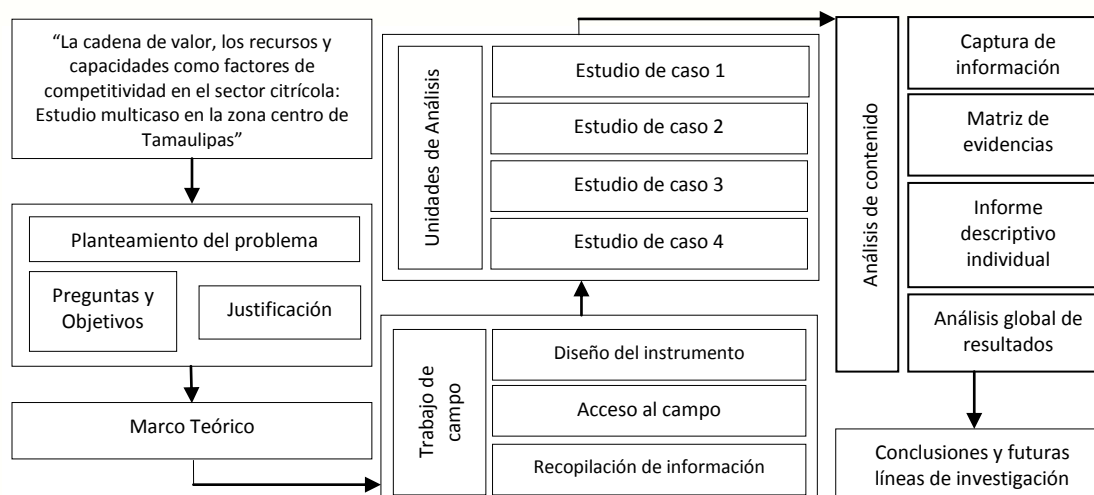 “La cadena de valor, los recursos y
capacidades como factores de
competitividad en el sector citrícola:
Estudio multicaso en la zona centro de
Tamaulipas”
Planteamiento del problema
Preguntas y
Objetivos
Justificación
Marco Teórico
Trabajo de
campo
Diseño del instrumento
Acceso al campo
Recopilación de información
Unidades de Análisis
Estudio de caso 1
Estudio de caso 2
Estudio de caso 3
Estudio de caso 4
Análisis de contenido
Captura de
información
Matriz de
evidencias
Informe
descriptivo
individual
Análisis global de
resultados
Conclusiones y futuras
líneas de investigación